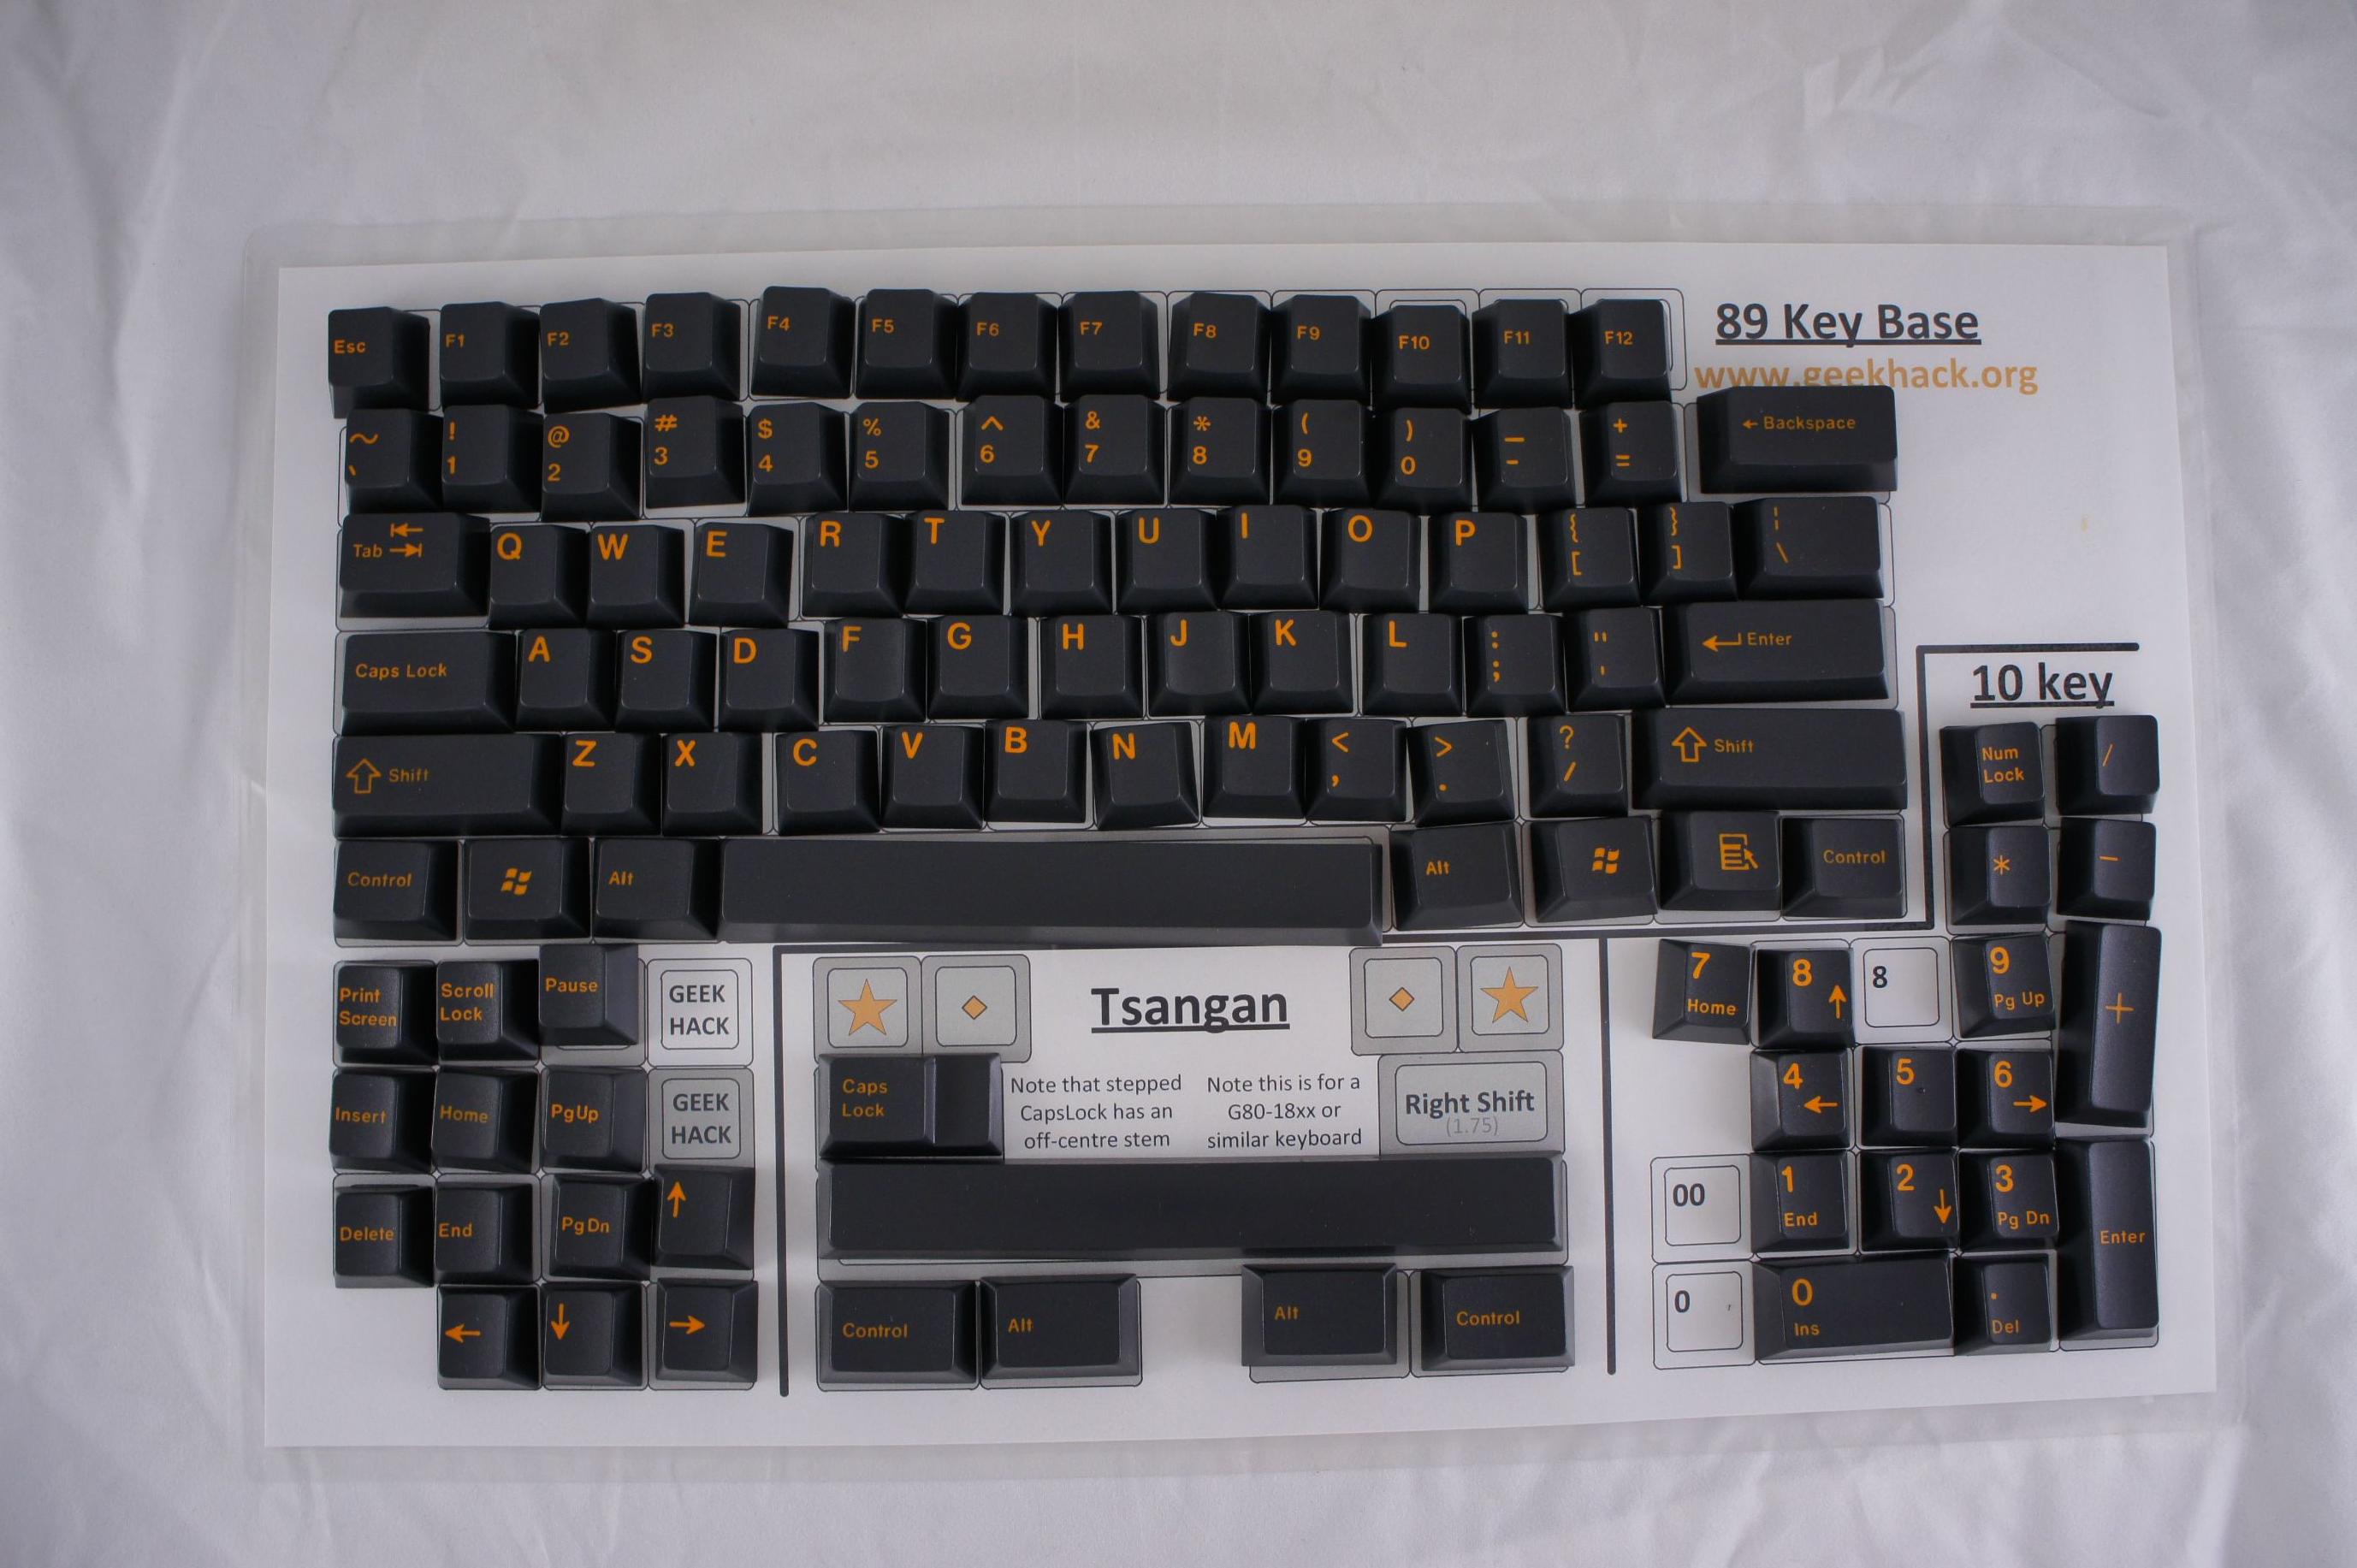 89 Key Base
www.geekhack.org
Esc F1 F2 F3 F4 F5 F6 F7 F8 F9 F10 F11 F12
~ ! @ # $ % ^ & * ( ) _ +
` 1 2 3 4 5 6 7 8 9 0 - = ← Backspace
Tab Q W E R T Y U I O P { [ } ] ¦ \
Caps Lock A S D F G H J K L : ; " ' Enter
Shift Z X C V B N M < , > . ? / Shift
Control Alt Alt Control
Print Screen
Scroll Lock
Pause
GEEK
HACK
Insert Home PgUp
GEEK
HACK
Delete End PgDn ↑
← ↓ →
Tsangan
Caps
Lock
Note that stepped
CapsLock has an
off-centre stem
Note this is for a
G80-18xx or
similar keyboard
Right Shift
(1.75)
Control Alt Alt Control
10 key
Num
Lock
/
* −
7 Home
8 ↑
8
9 Pg Up
+
4 ← 5 6 →
00
1 End
2 ↓
3 Pg Dn
Enter
0
0 Ins
. Del